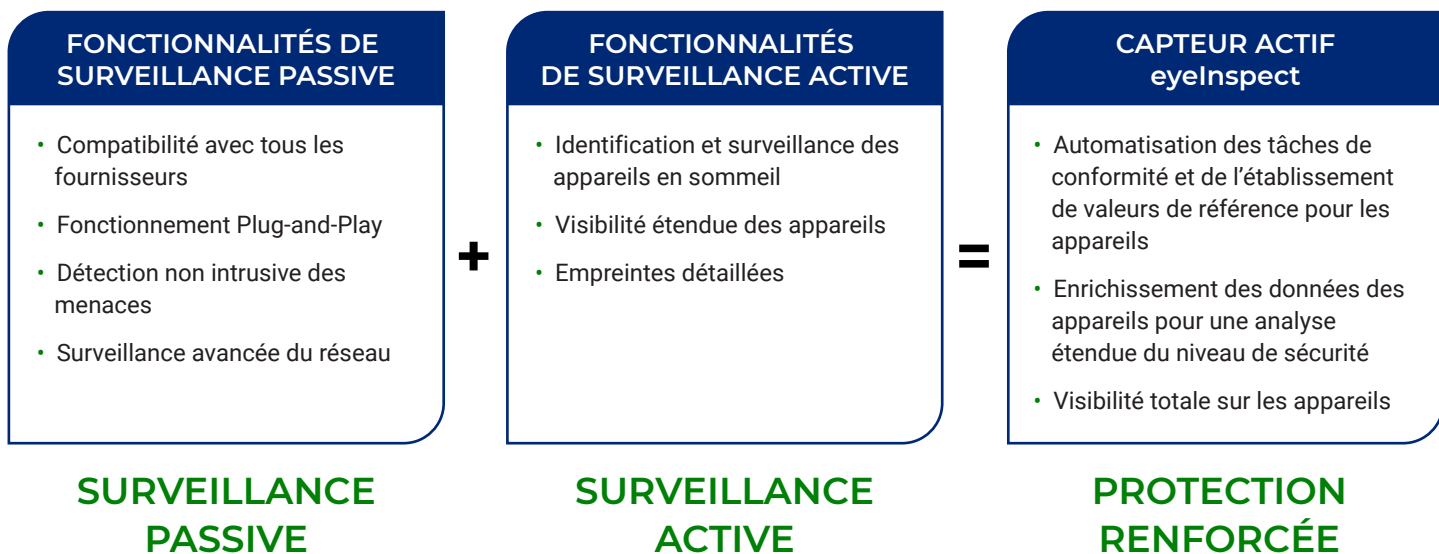 FONCTIONNALITÉS DE
SURVEILLANCE PASSIVE
• Compatibilité avec tous les
fournisseurs
• Fonctionnement Plug-and-Play
• Détection non intrusive des
menaces
• Surveillance avancée du réseau
SURVEILLANCE
PASSIVE
+
FONCTIONNALITÉS
DE SURVEILLANCE ACTIVE
• Identification et surveillance des
appareils en sommeil
• Visibilité étendue des appareils
• Empreintes détaillées
SURVEILLANCE
ACTIVE
=
CAPTEUR ACTIF
eyeInspect
• Automatisation des tâches de
conformité et de l’établissement
de valeurs de référence pour les
appareils
• Enrichissement des données des
appareils pour une analyse
étendue du niveau de sécurité
• Visibilité totale sur les appareils
PROTECTION
RENFORCÉE